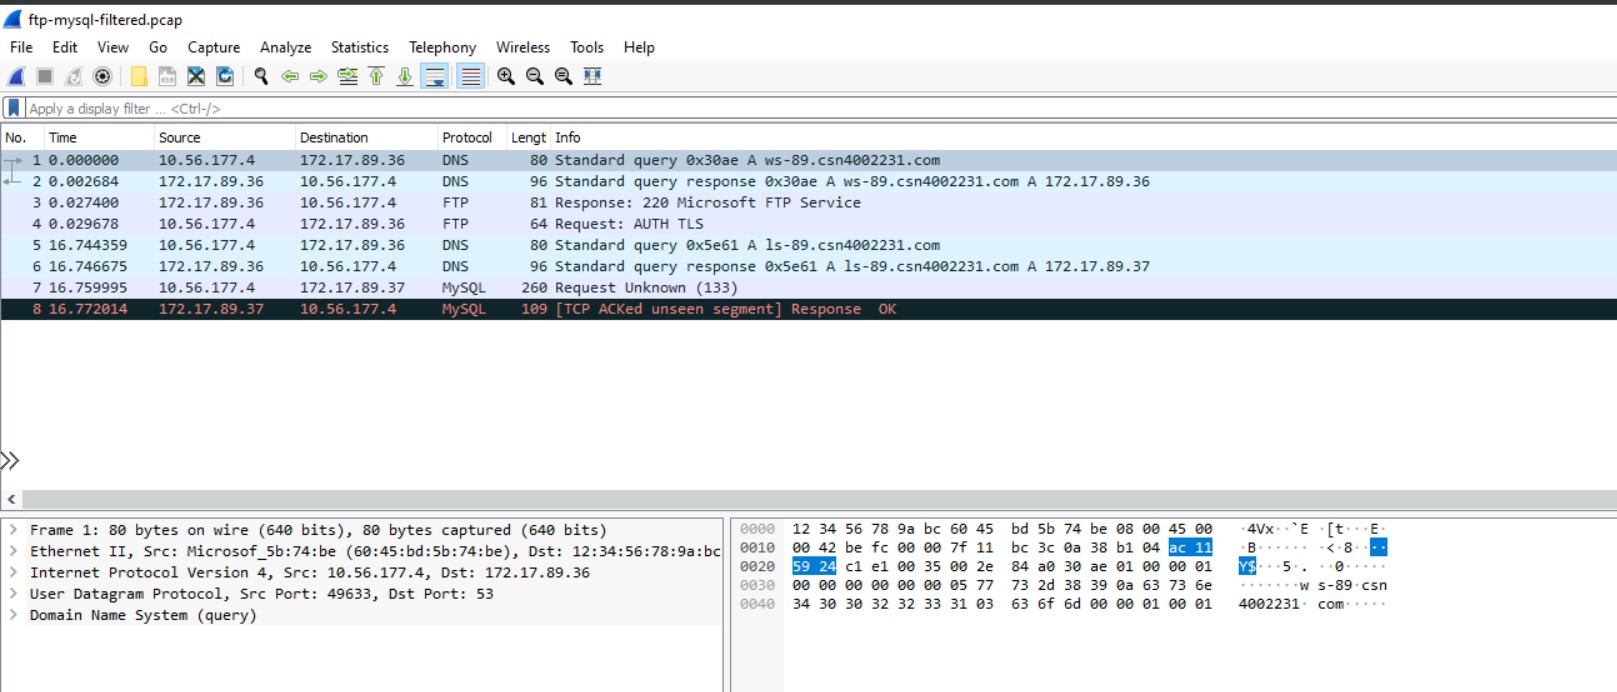 ftp-mysql-filtered.pcap
File Edit View Go Capture Analyze Statistics Telephony Wireless Tools Help
Apply a display filter ... <Ctrl-/>
No. Time Source Destination Protocol Lengt Info
1 0.000000 10.56.177.4 172.17.89.36 DNS 80 Standard query 0x30ae A ws-89.csn4002231.com
2 0.002684 172.17.89.36 10.56.177.4 DNS 96 Standard query response 0x30ae A ws-89.csn4002231.com A 172.17.89.36
3 0.027400 172.17.89.36 10.56.177.4 FTP 81 Response: 220 Microsoft FTP Service
4 0.029678 10.56.177.4 172.17.89.36 FTP 64 Request: AUTH TLS
5 16.744359 10.56.177.4 172.17.89.36 DNS 80 Standard query 0x5e61 A ls-89.csn4002231.com
6 16.746675 172.17.89.36 10.56.177.4 DNS 96 Standard query response 0x5e61 A ls-89.csn4002231.com A 172.17.89.37
7 16.759995 10.56.177.4 172.17.89.37 MySQL 260 Request Unknown (133)
8 16.772014 172.17.89.37 10.56.177.4 MySQL 109 [TCP ACKed unseen segment] Response OK
Frame 1: 80 bytes on wire (640 bits), 80 bytes captured (640 bits)
Ethernet II, Src: Microsof_5b:74:be (60:45:bd:5b:74:be), Dst: 12:34:56:78:9a:bc
Internet Protocol Version 4, Src: 10.56.177.4, Dst: 172.17.89.36
User Datagram Protocol, Src Port: 49633, Dst Port: 53
Domain Name System (query)
0000 12 34 56 78 9a bc 60 45 bd 5b 74 be 08 00 45 00 ·4Vx··`E ·[t···E·
0010 00 42 be fc 00 00 7f 11 bc 3c 0a 38 b1 04 ac 11 ·B······ ·<·8····
0020 59 24 c1 e1 00 35 00 2e 84 a0 30 ae 01 00 00 01 Y$···5·. ··0·····
0030 00 00 00 00 00 00 05 77 73 2d 38 39 0a 63 73 6e ·······w s-89·csn
0040 34 30 30 32 32 33 31 03 63 6f 6d 00 00 01 00 01 4002231· com·····